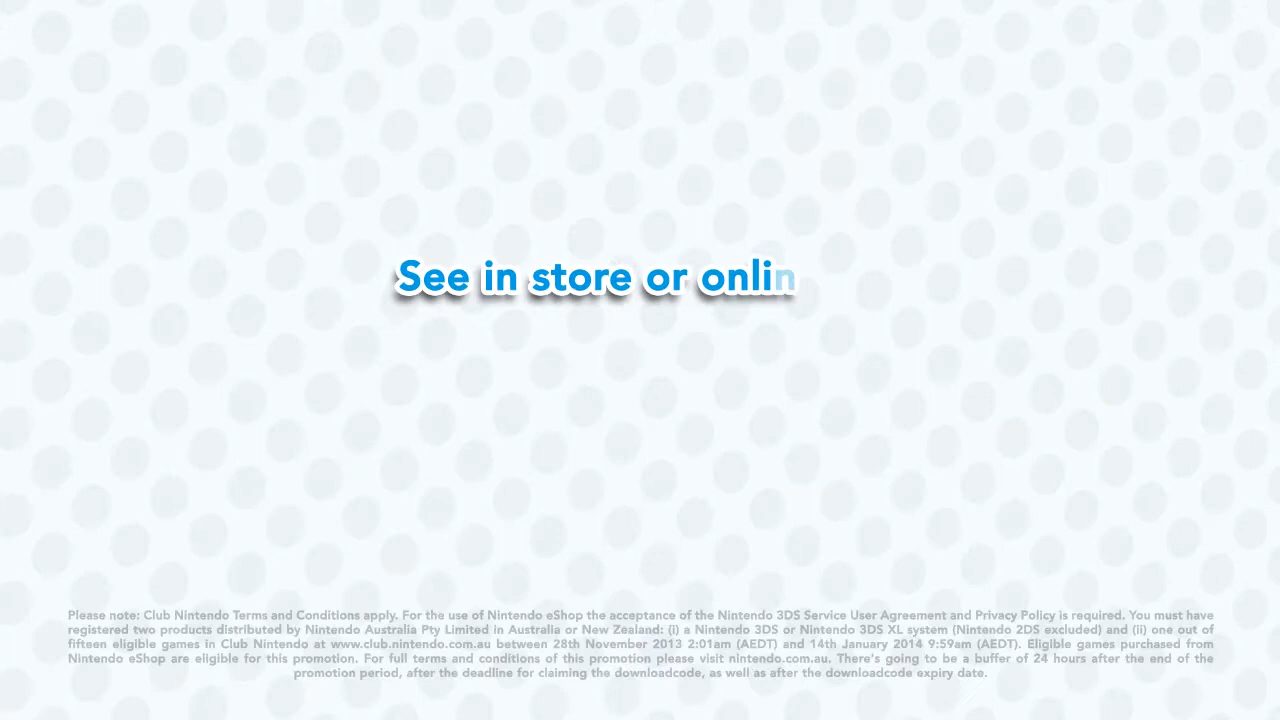 See in store or onlin
Please note: Club Nintendo Terms and Conditions apply. For the use of Nintendo eShop the acceptance of the Nintendo 3DS Service User Agreement and Privacy Policy is required. You must have
registered two products distributed by Nintendo Australia Pty Limited in Australia or New Zealand: (i) a Nintendo 3DS or Nintendo 3DS XL system (Nintendo 2DS excluded) and (ii) one out of
fifteen eligible games in Club Nintendo at www.club.nintendo.com.au between 28th November 2013 2:01am (AEDT) and 14th January 2014 9:59am (AEDT). Eligible games purchased from
Nintendo eShop are eligible for this promotion. For full terms and conditions of this promotion please visit nintendo.com.au. There's going to be a buffer of 24 hours after the end of the
promotion period, after the deadline for claiming the downloadcode, as well as after the downloadcode expiry date.